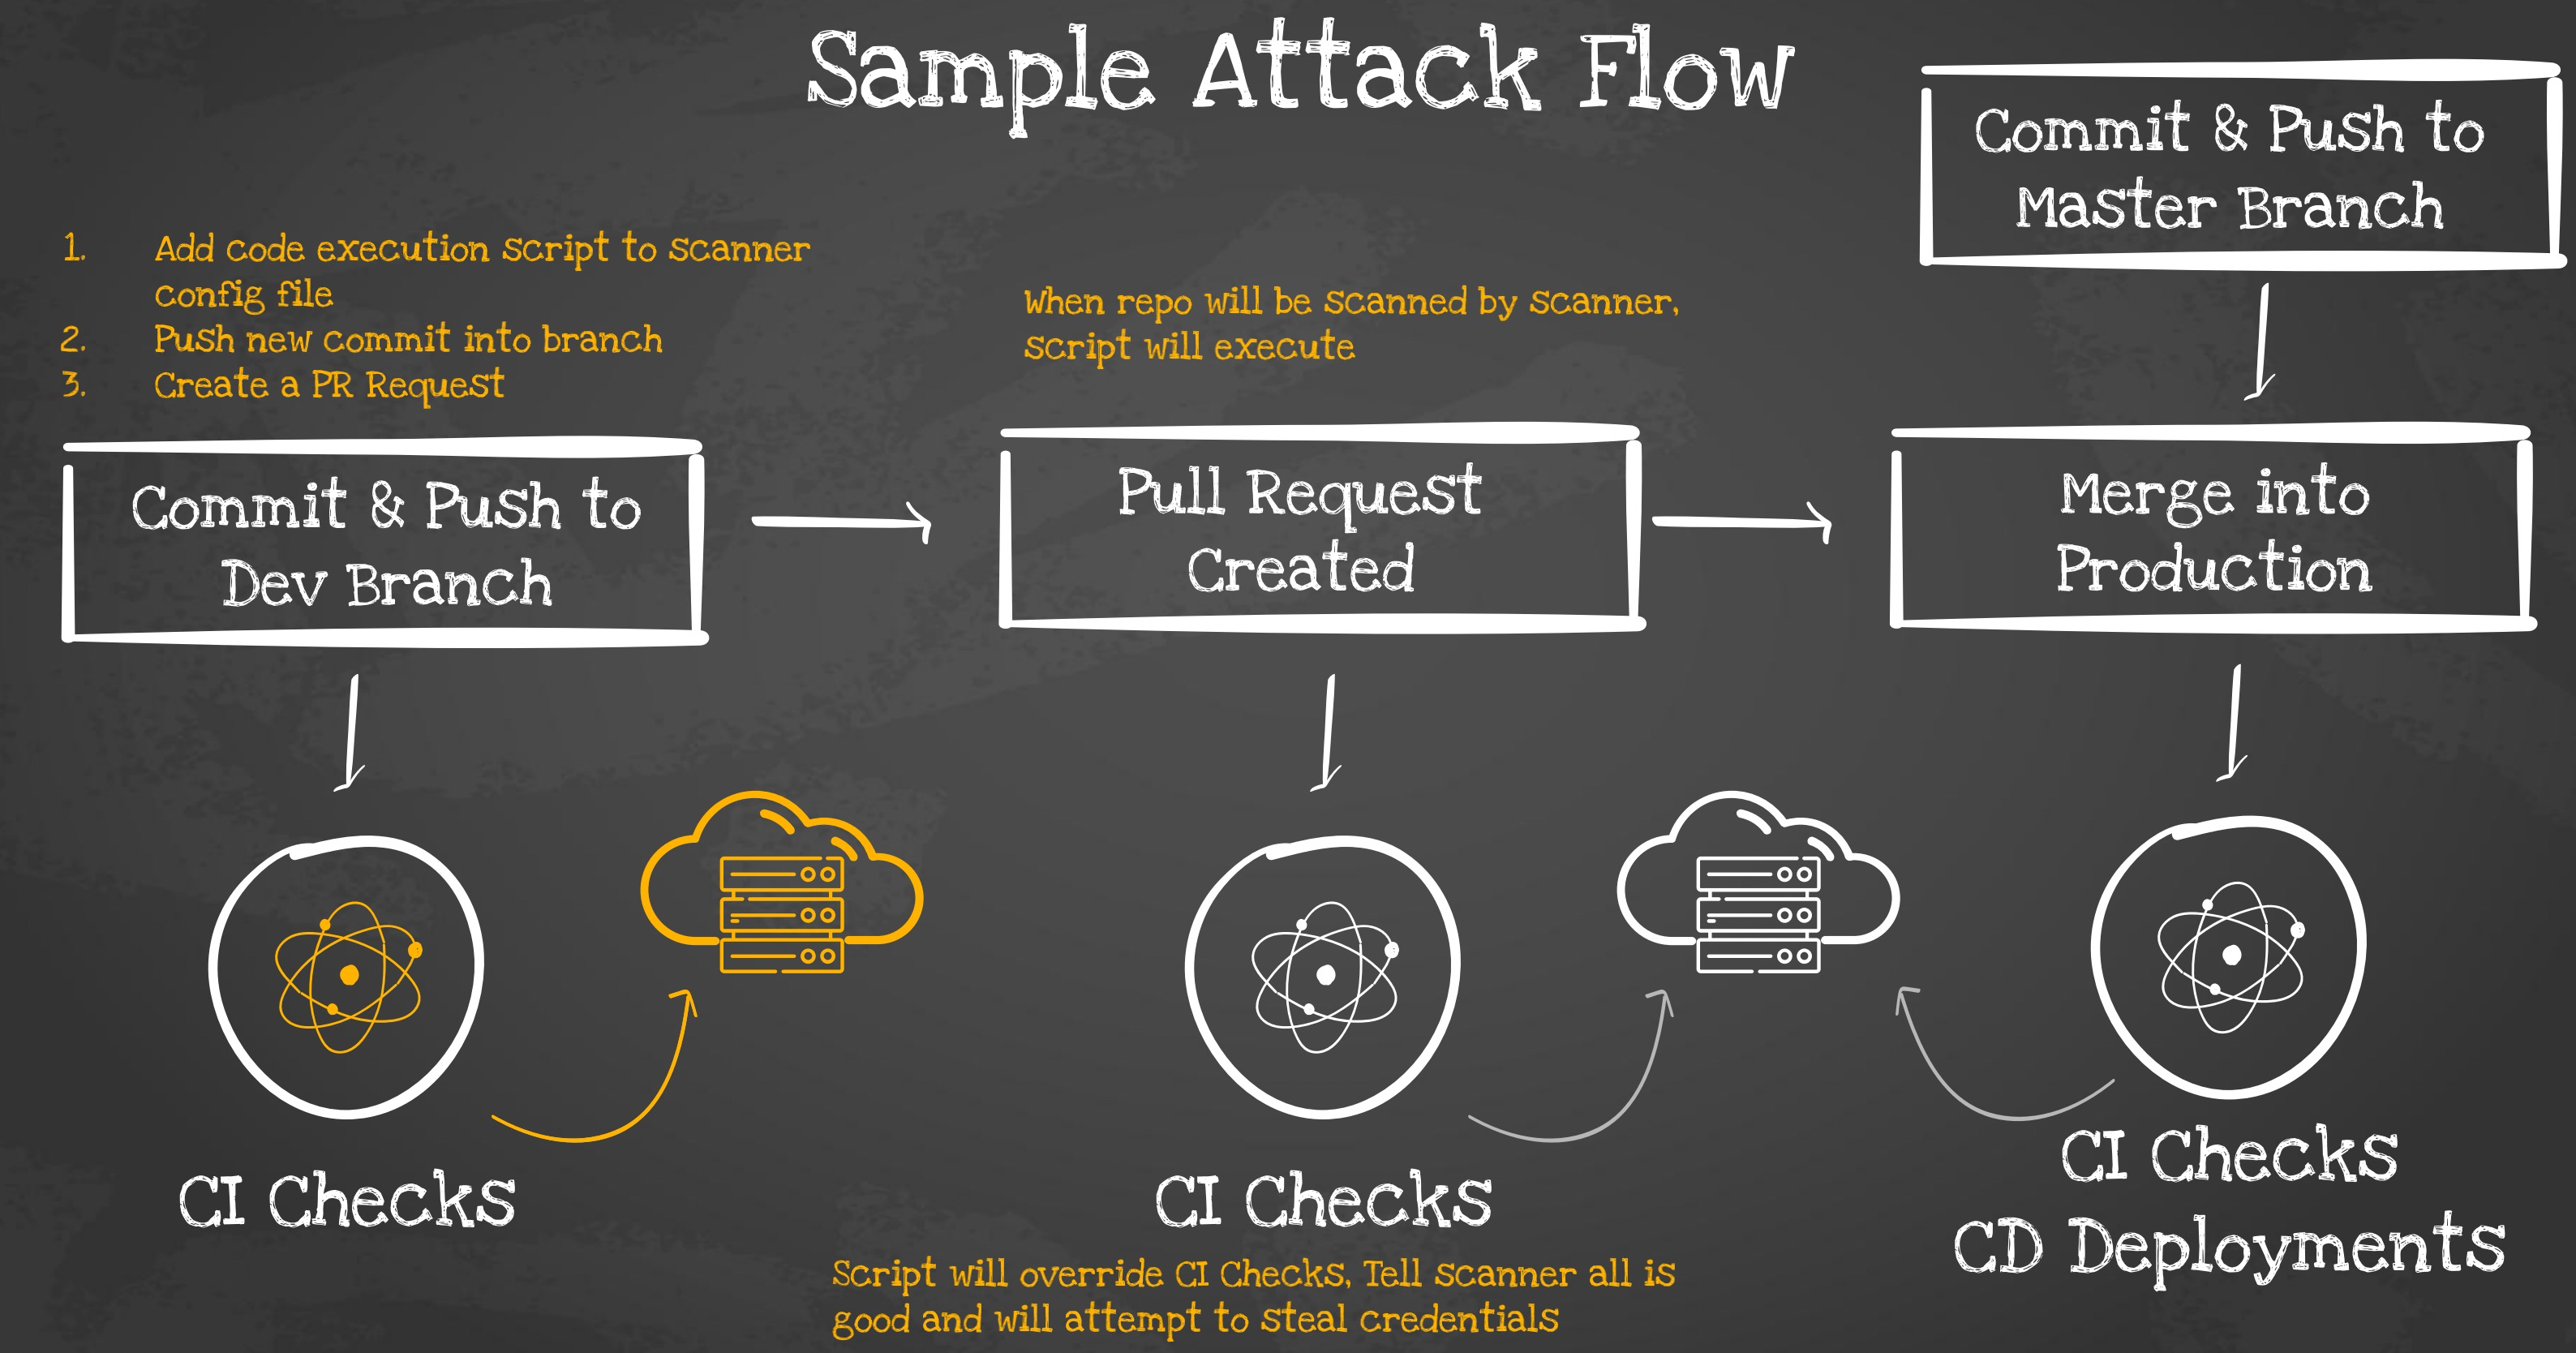 Sample Attack Flow
Commit & Push to
Master Branch
1. Add code execution script to scanner
config file
2. Push new commit into branch
3. Create a PR Request
When repo will be scanned by scanner,
script will execute
Commit & Push to
Dev Branch
Pull Request
Created
Merge into
Production
CI Checks
CI Checks
Script will override CI Checks, Tell scanner all is
good and will attempt to steal credentials
CI Checks
CD Deployments